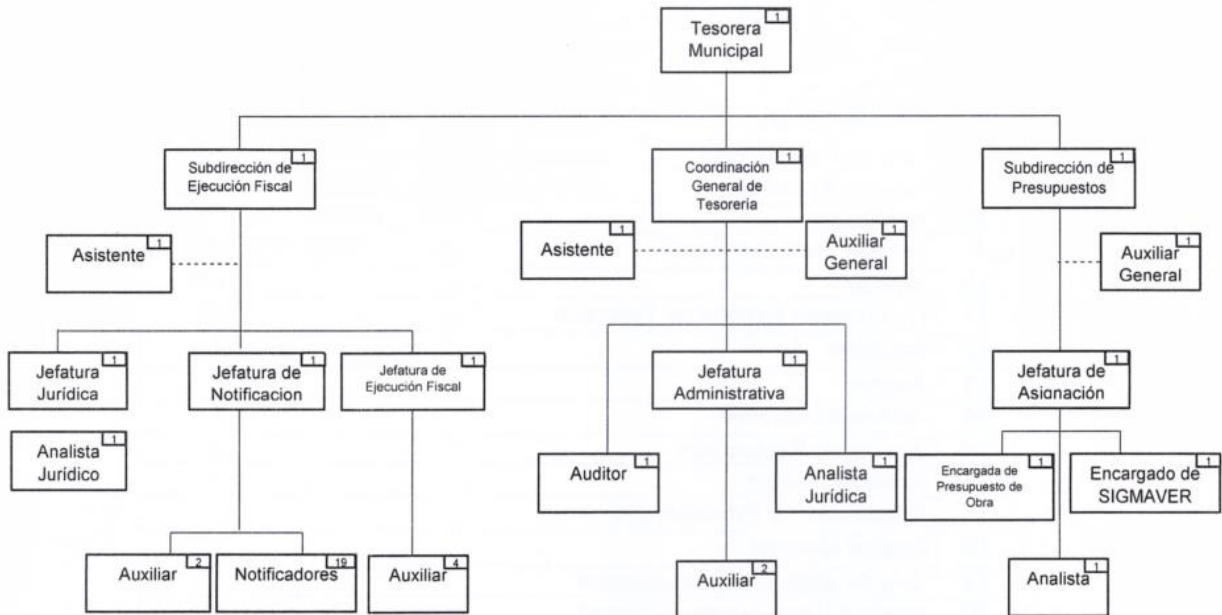 1
Tesorera
Municipal
1
Subdirección de
Ejecución Fiscal
1
Coordinación
General de
Tesorería
1
Subdirección de
Presupuestos
1
Asistente
1
Asistente
1
Auxiliar
General
1
Auxiliar
General
1
Jefatura
Jurídica
1
Jefatura de
Notificacion
1
Jefatura de
Ejecución Fiscal
1
Jefatura
Administrativa
1
Jefatura de
Asignación
1
Analista
Jurídico
1
Auditor
1
Analista
Jurídica
1
Encargada de
Presupuesto de
Obra
1
Encargado de
SIGMAVER
2
Auxiliar
19
Notificadores
4
Auxiliar
2
Auxiliar
1
Analista